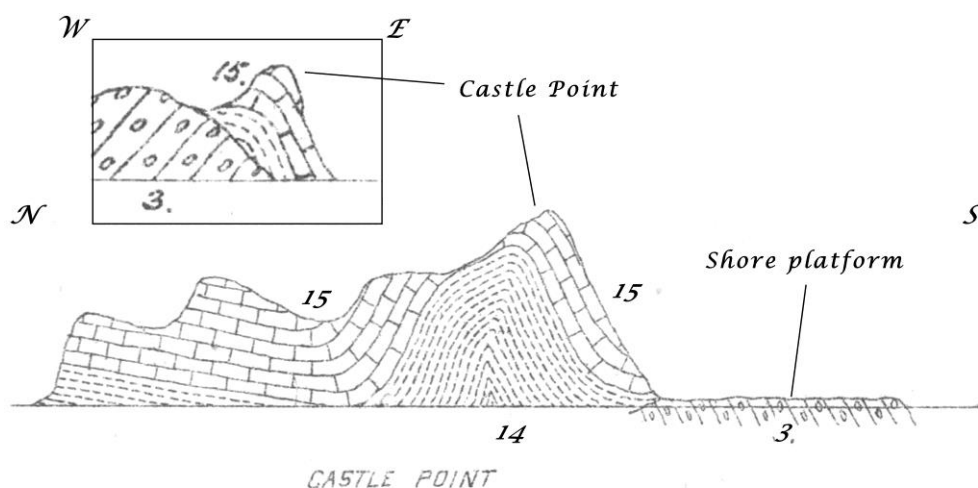 W E
15.
Castle Point
3.
N S
Shore platform
15 15
14 3.
CASTLE POINT